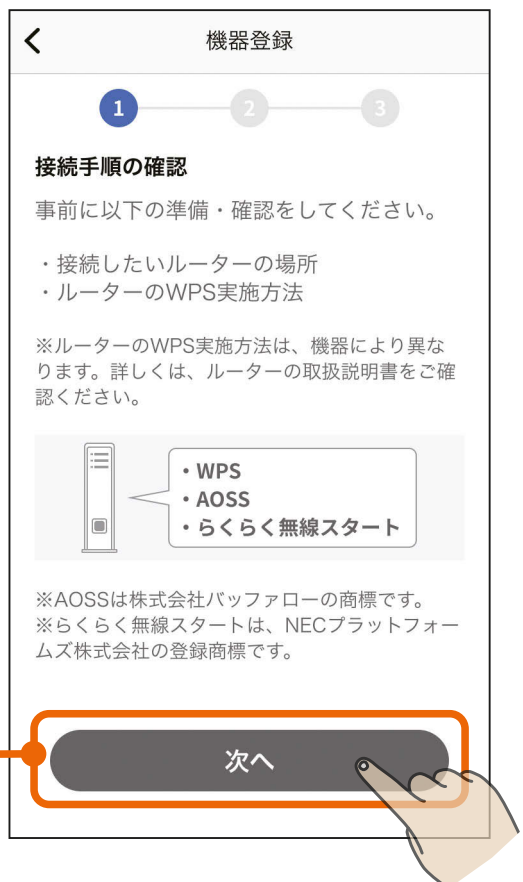 機器登録
1 2 3
接続手順の確認
事前に以下の準備・確認をしてください。
・接続したいルーターの場所
・ルーターのWPS実施方法
※ルーターのWPS実施方法は、機器により異な
ります。詳しくは、ルーターの取扱説明書をご確
認ください。
・WPS
・AOSS
・らくらく無線スタート
※AOSSは株式会社バッファローの商標です。
※らくらく無線スタートは、NECプラットフォー
ムズ株式会社の登録商標です。
次へ